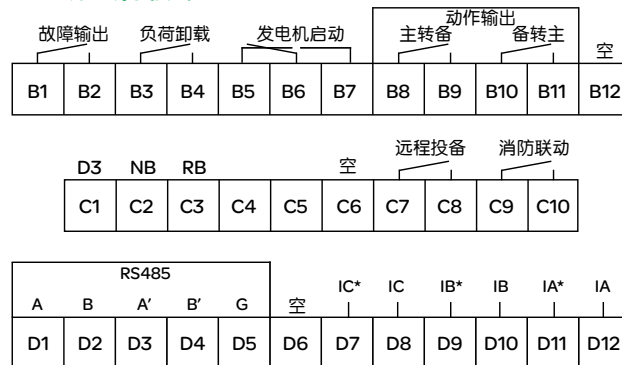 动作输出
故障输出 负荷卸载 发电机启动 主转备 备转主 空
B1 B2 B3 B4 B5 B6 B7 B8 B9 B10 B11 B12
远程投备 消防联动
D3 NB RB 空
C1 C2 C3 C4 C5 C6 C7 C8 C9 C10
RS485
A B A′ B′ G 空 IC* IC IB* IB IA* IA
D1 D2 D3 D4 D5 D6 D7 D8 D9 D10 D11 D12